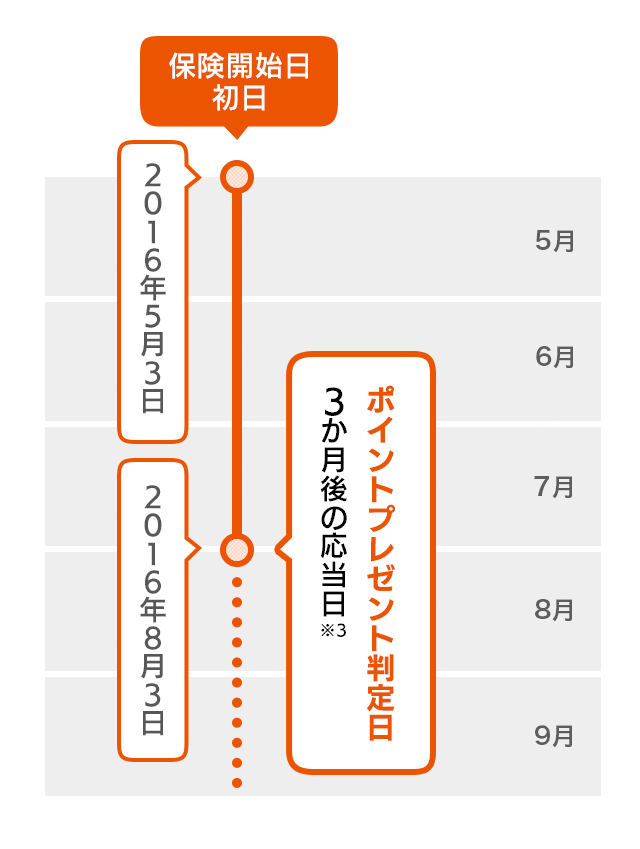 保険開始日
初日
2016年5月3日
5月
6月
ポイントプレゼント判定日
3か月後の応当日※3
7月
2016年8月3日
8月
9月